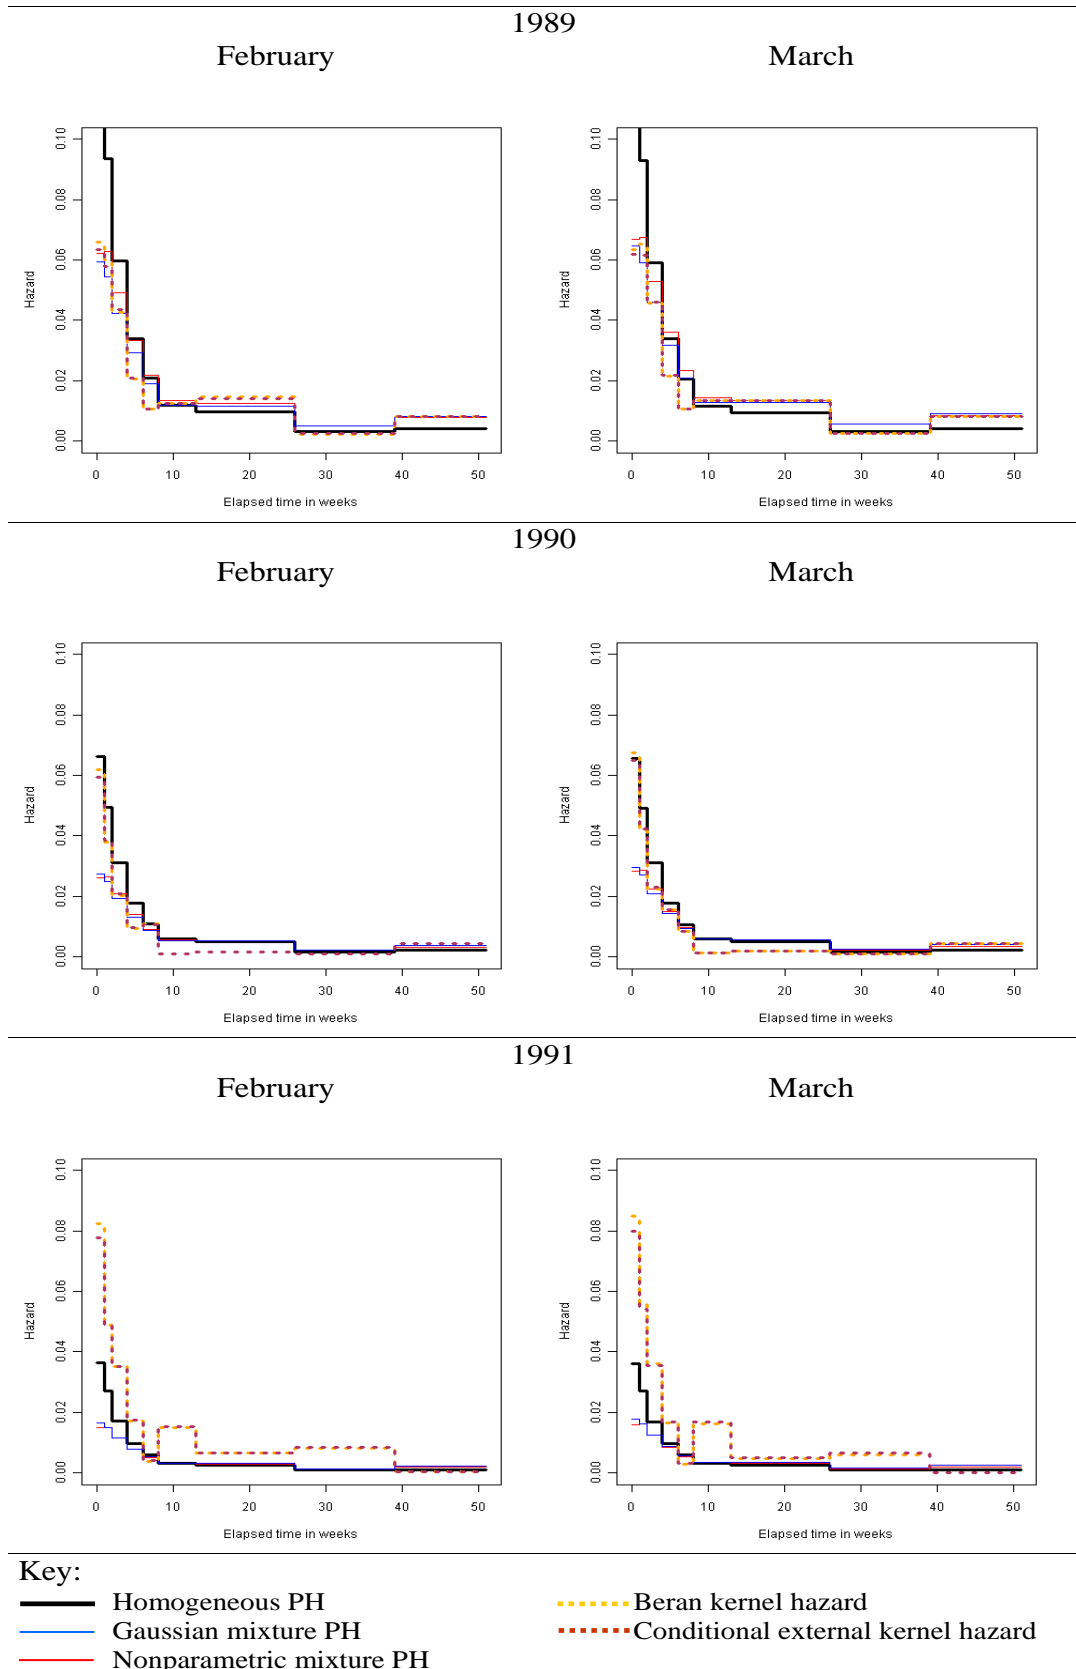 1989
February March
0.10 0.10
0.08 0.08
0.06 0.06
Hazard Hazard
0.04 0.04
0.02 0.02
0.00 0.00
0 10 20 30 40 50 0 10 20 30 40 50
Elapsed time in weeks Elapsed time in weeks
1990
February March
0.10 0.10
0.08 0.08
0.06 0.06
Hazard Hazard
0.04 0.04
0.02 0.02
0.00 0.00
0 10 20 30 40 50 0 10 20 30 40 50
Elapsed time in weeks Elapsed time in weeks
1991
February March
0.10 0.10
0.08 0.08
0.06 0.06
Hazard Hazard
0.04 0.04
0.02 0.02
0.00 0.00
0 10 20 30 40 50 0 10 20 30 40 50
Elapsed time in weeks Elapsed time in weeks
Key:
Homogeneous PH Beran kernel hazard
Gaussian mixture PH Conditional external kernel hazard
Nonparametric mixture PH